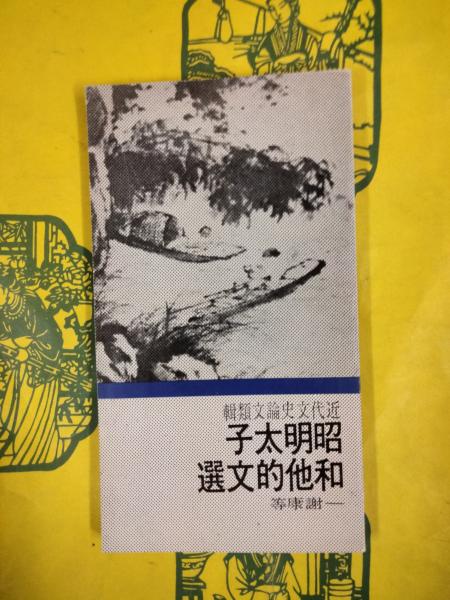 近代文史論文類輯
昭明太子
和他的文選
—謝康等